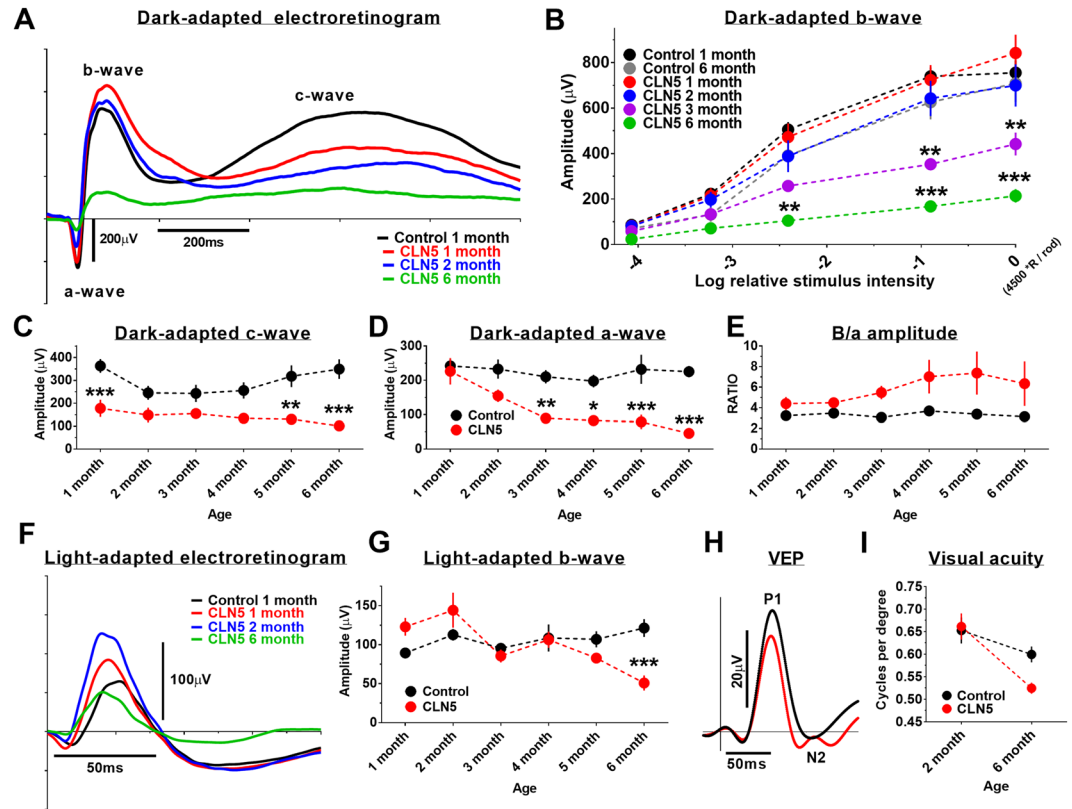 A
Dark-adapted electroretinogram
b-wave
c-wave
a-wave
200μV
200ms
Control 1 month
CLN5 1 month
CLN5 2 month
CLN5 6 month
B
Dark-adapted b-wave
Amplitude (μV)
800
600
400
200
0
Control 1 month
Control 6 month
CLN5 1 month
CLN5 2 month
CLN5 3 month
CLN5 6 month
**
**
**
***
***
-4
-3
-2
-1
0
(4500 *R / rod)
Log relative stimulus intensity
C
Dark-adapted c-wave
Amplitude (μV)
400
300
200
100
0
***
**
***
1 month
2 month
3 month
4 month
5 month
6 month
Age
D
Dark-adapted a-wave
Amplitude (μV)
300
200
100
0
Control
CLN5
**
*
***
***
1 month
2 month
3 month
4 month
5 month
6 month
Age
E
B/a amplitude
RATIO
10
8
6
4
2
0
Control
CLN5
1 month
2 month
3 month
4 month
5 month
6 month
Age
F
Light-adapted electroretinogram
Control 1 month
CLN5 1 month
CLN5 2 month
CLN5 6 month
100μV
50ms
G
Light-adapted b-wave
Amplitude (μV)
150
100
50
0
***
Control
CLN5
1 month
2 month
3 month
4 month
5 month
6 month
Age
H
VEP
P1
20μV
50ms
N2
I
Visual acuity
Cycles per degree
0.75
0.70
0.65
0.60
0.55
0.50
0.45
Control
CLN5
2 month
6 month
Age